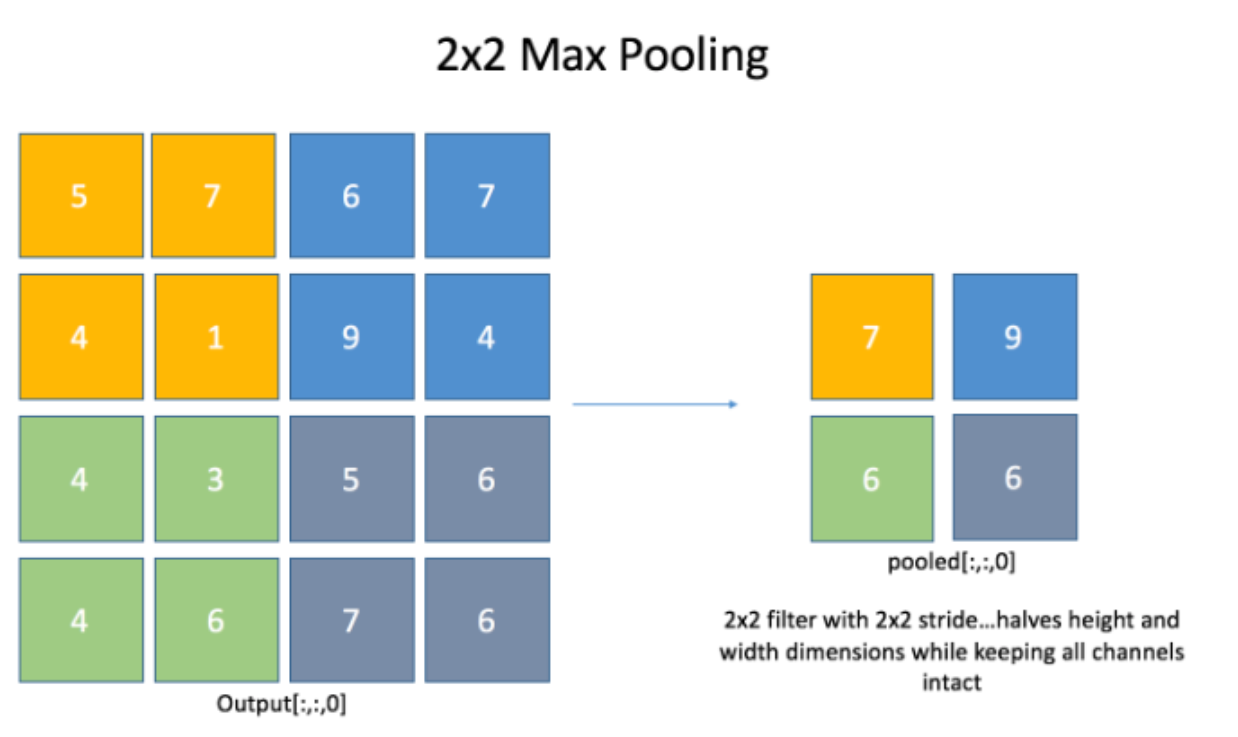 2x2 Max Pooling
5 7 6 7
4 1 9 4
7 9
4 3 5 6
6 6
pooled[:,:,0]
4 6 7 6
2x2 filter with 2x2 stride...halves height and
width dimensions while keeping all channels
intact
Output[:,:,0]